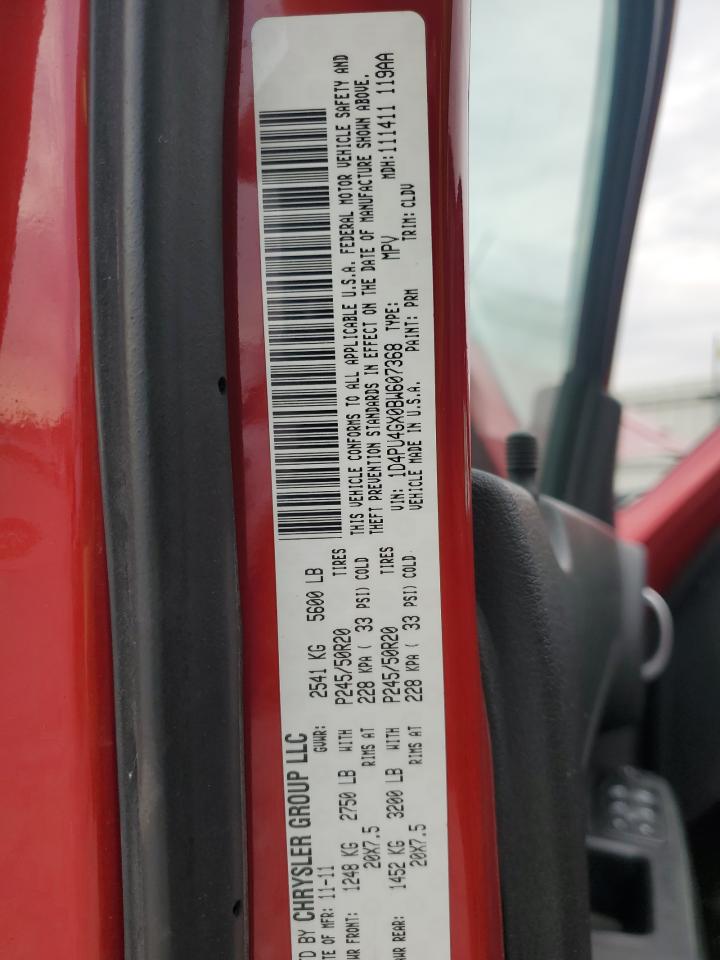 TD BY CHRYSLER GROUP LLC
TE OF MFR: 11-11 GVWR: 2541 KG 5600 LB
WR FRONT: 1248 KG 2750 LB WITH P245/50R20 TIRES
20X7.5 RIMS AT 228 KPA ( 33 PSI) COLD
WR REAR: 1452 KG 3200 LB WITH P245/50R20 TIRES
20X7.5 RIMS AT 228 KPA ( 33 PSI) COLD
THIS VEHICLE CONFORMS TO ALL APPLICABLE U.S.A. FEDERAL MOTOR VEHICLE SAFETY AND
THEFT PREVENTION STANDARDS IN EFFECT ON THE DATE OF MANUFACTURE SHOWN ABOVE.
VIN: 1D4PU4GX0BW607368 TYPE: MPV MDH:111411 119AA
VEHICLE MADE IN U.S.A. PAINT: PRM TRIM: CLDV